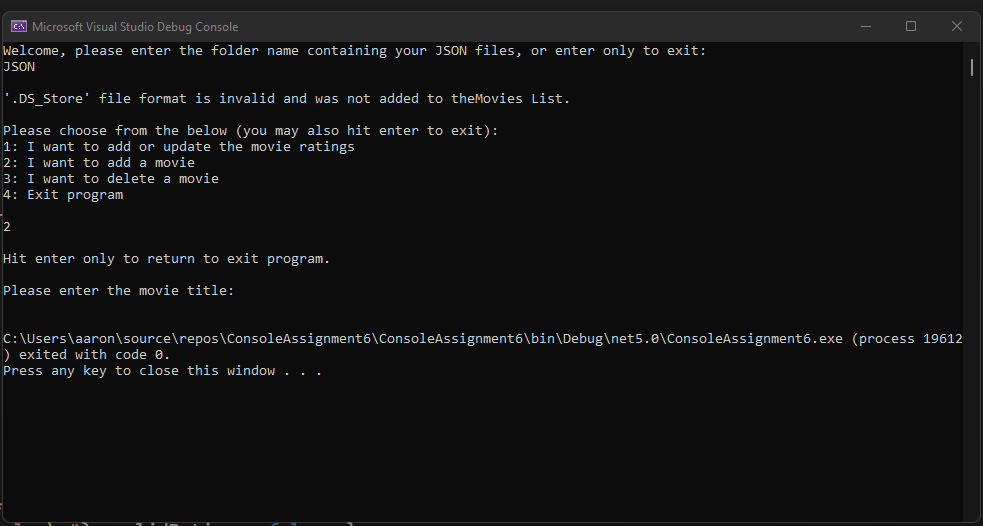 Microsoft Visual Studio Debug Console
Welcome, please enter the folder name containing your JSON files, or enter only to exit:
JSON
'.DS_Store' file format is invalid and was not added to theMovies List.
Please choose from the below (you may also hit enter to exit):
1: I want to add or update the movie ratings
2: I want to add a movie
3: I want to delete a movie
4: Exit program
2
Hit enter only to return to exit program.
Please enter the movie title:
C:\Users\aaron\source\repos\ConsoleAssignment6\ConsoleAssignment6\bin\Debug\net5.0\ConsoleAssignment6.exe (process 19612
) exited with code 0.
Press any key to close this window . . .